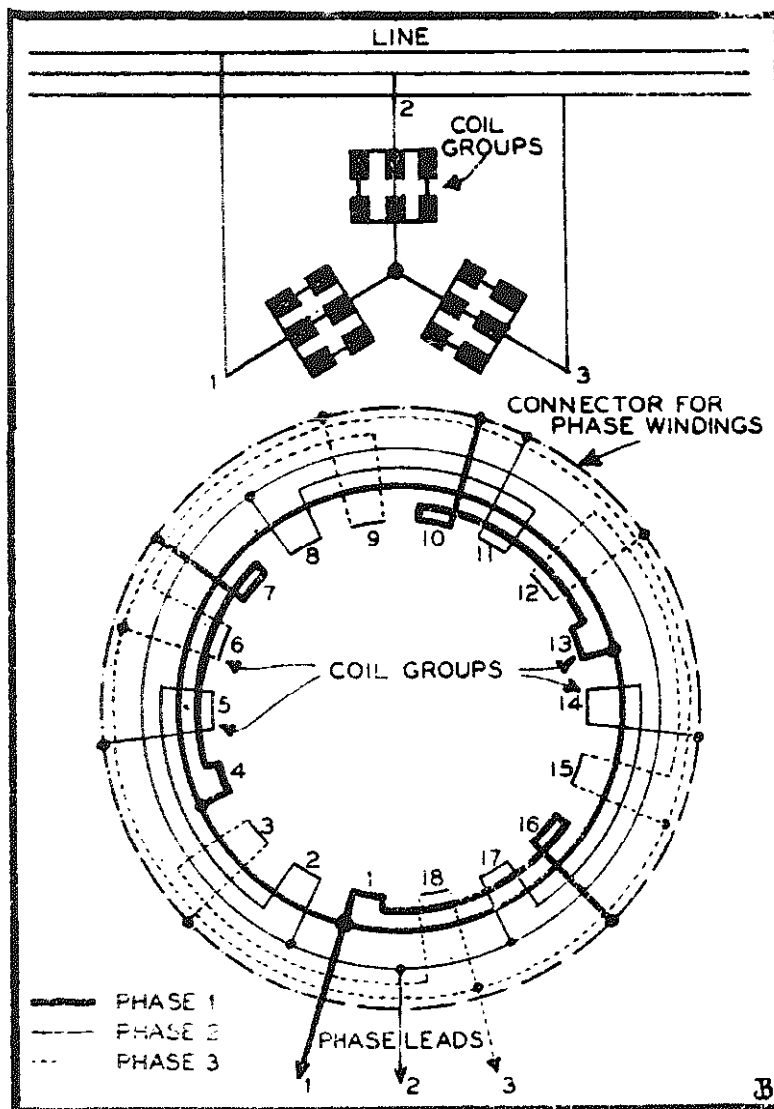 LINE
2
COIL
GROUPS
1
3
CONNECTOR FOR
PHASE WINDINGS
8
9
10
11
7
12
6
13
COIL GROUPS
5
14
4
15
3
16
2
1
18
17
PHASE 1
PHASE 2
PHASE 3
PHASE LEADS
1
2
3
JB